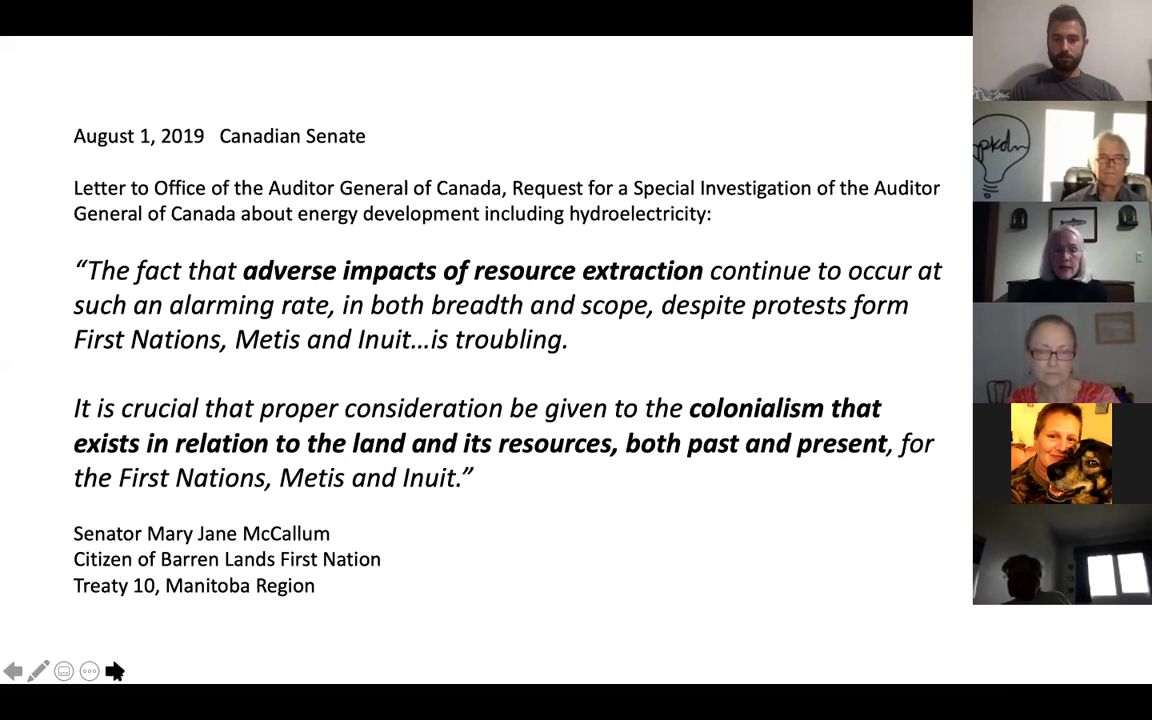 August 1, 2019 Canadian Senate
Letter to Office of the Auditor General of Canada, Request for a Special Investigation of the Auditor
General of Canada about energy development including hydroelectricity:
“The fact that adverse impacts of resource extraction continue to occur at
such an alarming rate, in both breadth and scope, despite protests form
First Nations, Metis and Inuit...is troubling.
It is crucial that proper consideration be given to the colonialism that
exists in relation to the land and its resources, both past and present, for
the First Nations, Metis and Inuit.”
Senator Mary Jane McCallum
Citizen of Barren Lands First Nation
Treaty 10, Manitoba Region
pkdm